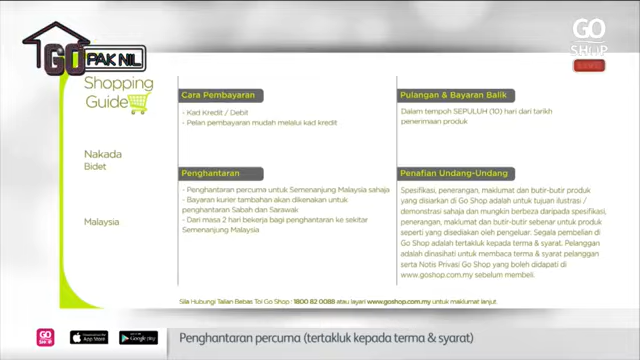 GO PAK NIL
GO
SHOP
Shopping
Guide
Nakada
Bidet
Malaysia
Cara Pembayaran
- Kad Kredit / Debit
- Pelan pembayaran mudah melalui kad kredit
Pulangan & Bayaran Balik
Dalam tempoh SEPULUH (10) hari dari tarikh
penerimaan produk
Penghantaran
- Penghantaran percuma untuk Semenanjung Malaysia sahaja
- Bayaran kurier tambahan akan dikenakan untuk
penghantaran Sabah dan Sarawak
- Dari masa 2 hari bekerja bagi penghantaran ke sekitar
Semenanjung Malaysia
Penafian Undang-Undang
Spesifikasi, penerangan, maklumat dan butir-butir produk
yang disiarkan di Go Shop adalah untuk tujuan ilustrasi /
demonstrasi sahaja dan mungkin berbeza daripada spesifikasi,
penerangan, maklumat dan butir-butir sebenar untuk produk
seperti yang disediakan oleh pengeluar. Segala pembelian di
Go Shop adalah tertakluk kepada terma & syarat. Pelanggan
adalah dinasihati untuk membaca terma & syarat pelanggan
serta Notis Privasi Go Shop yang boleh didapati di
www.goshop.com.my sebelum membeli.
Sila Hubungi Talian Bebas Tol Go Shop : 1800 82 0088 atau layari www.goshop.com.my untuk maklumat lanjut.
GO
SHOP
App Store
Google play
Penghantaran percuma (tertakluk kepada terma & syarat)